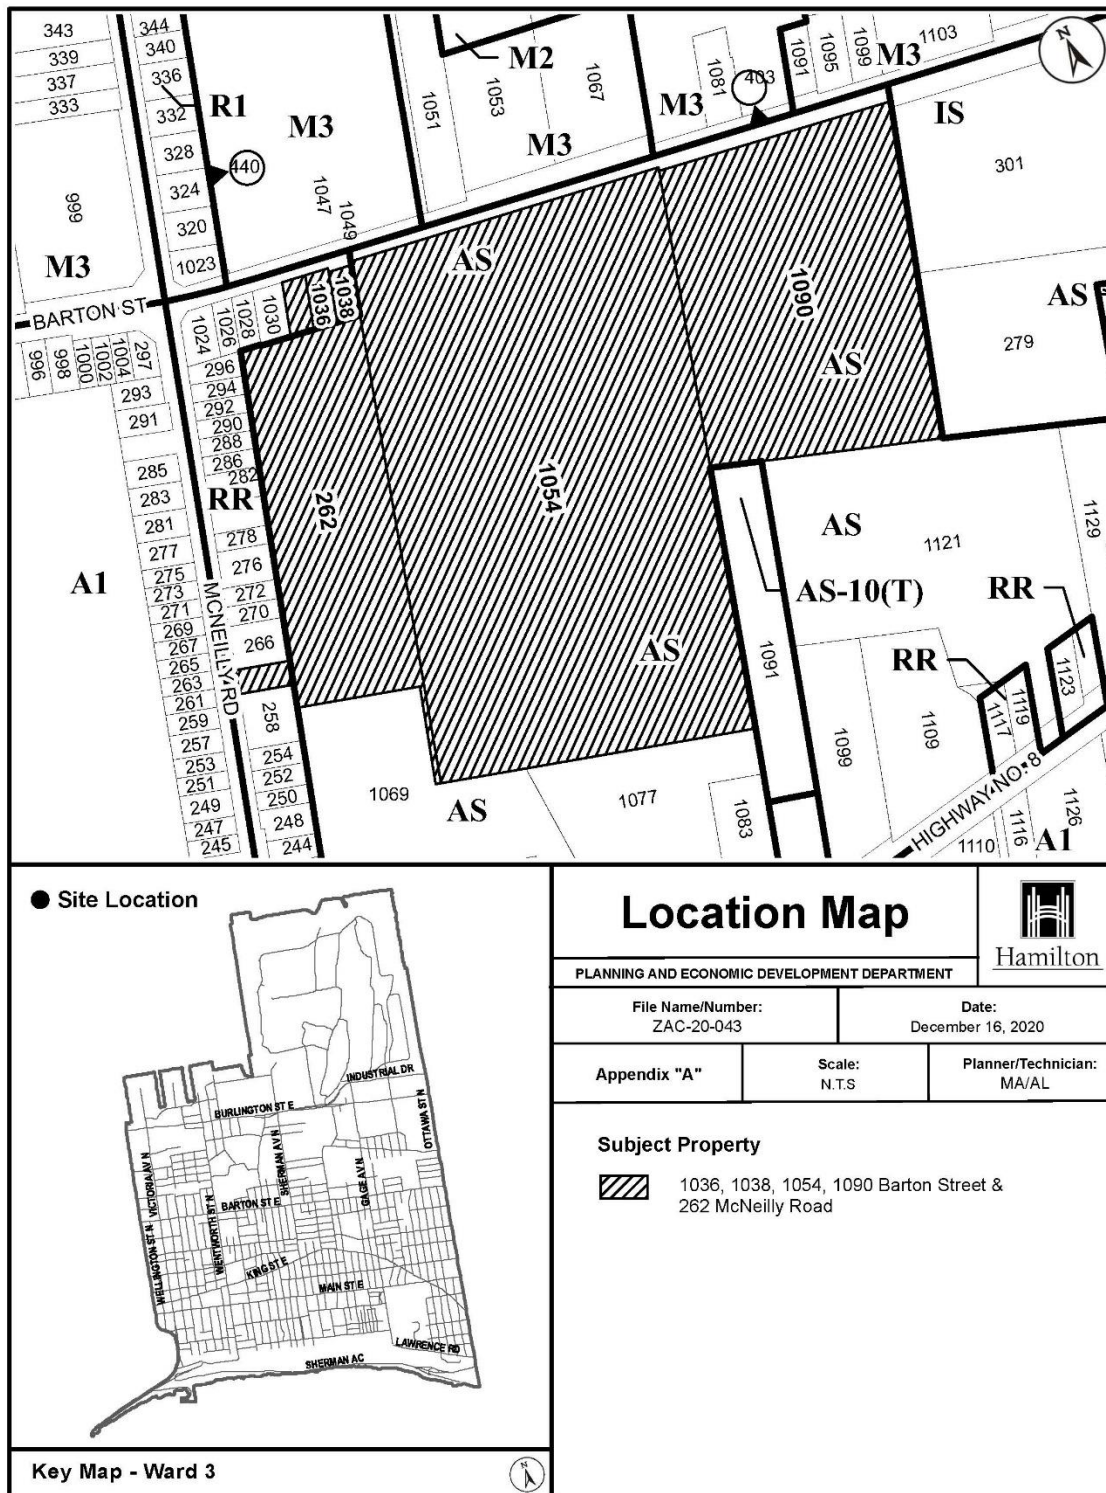 343
339
337
333
344
340
336
332
328
324
320
1023
R1
M3
440
1047
1049
M2
1051
1053
1067
M3
1081
403
M3
1091
1095
1099
M3
1103
IS
301
999
M3
BARTON ST
996
998
1000
1002
1004
297
293
291
285
283
281
277
275
273
271
269
267
265
263
261
259
257
253
251
249
247
245
A1
MCNEILLY RD
1024
1026
1028
1030
1036
1038
296
294
292
290
288
286
282
RR
278
276
272
270
266
258
254
252
250
248
244
262
AS
1054
AS
1090
AS
AS
279
AS
1121
1129
AS-10(T)
1091
RR
RR
1123
1119
1117
1109
1099
HIGHWAY NO. 8
1126
1116
1110
A1
1069
AS
1077
1083
Site Location
INDUSTRIAL DR
BURLINGTON ST E
OTTAWA ST N
SHERMAN AV N
GAGE AV N
VICTORIA AV N
WELLINGTON ST N
WENTWORTH ST N
BARTON ST E
KING ST E
MAIN ST E
LAWRENCE RD
SHERMAN AC
Key Map - Ward 3
Location Map
Hamilton
PLANNING AND ECONOMIC DEVELOPMENT DEPARTMENT
File Name/Number:
ZAC-20-043
Date:
December 16, 2020
Appendix "A"
Scale:
N.T.S
Planner/Technician:
MA/AL
Subject Property
1036, 1038, 1054, 1090 Barton Street &
262 McNeilly Road